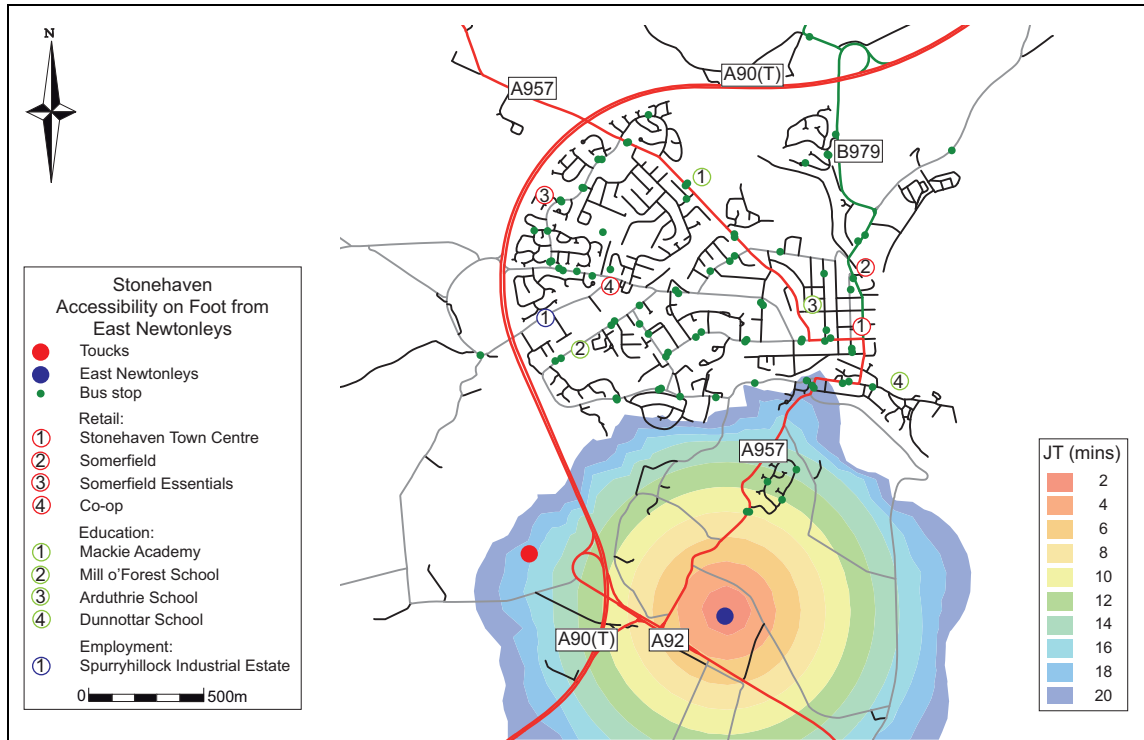 N
A957
A90(T)
B979
1
3
2
4
3
1
1
2
4
A957
A90(T)
A92
Stonehaven
Accessibility on Foot from
East Newtonleys
Toucks
East Newtonleys
Bus stop
Retail:
1 Stonehaven Town Centre
2 Somerfield
3 Somerfield Essentials
4 Co-op
Education:
1 Mackie Academy
2 Mill o'Forest School
3 Arduthrie School
4 Dunnottar School
Employment:
1 Spurryhillock Industrial Estate
0 500m
JT (mins)
2
4
6
8
10
12
14
16
18
20